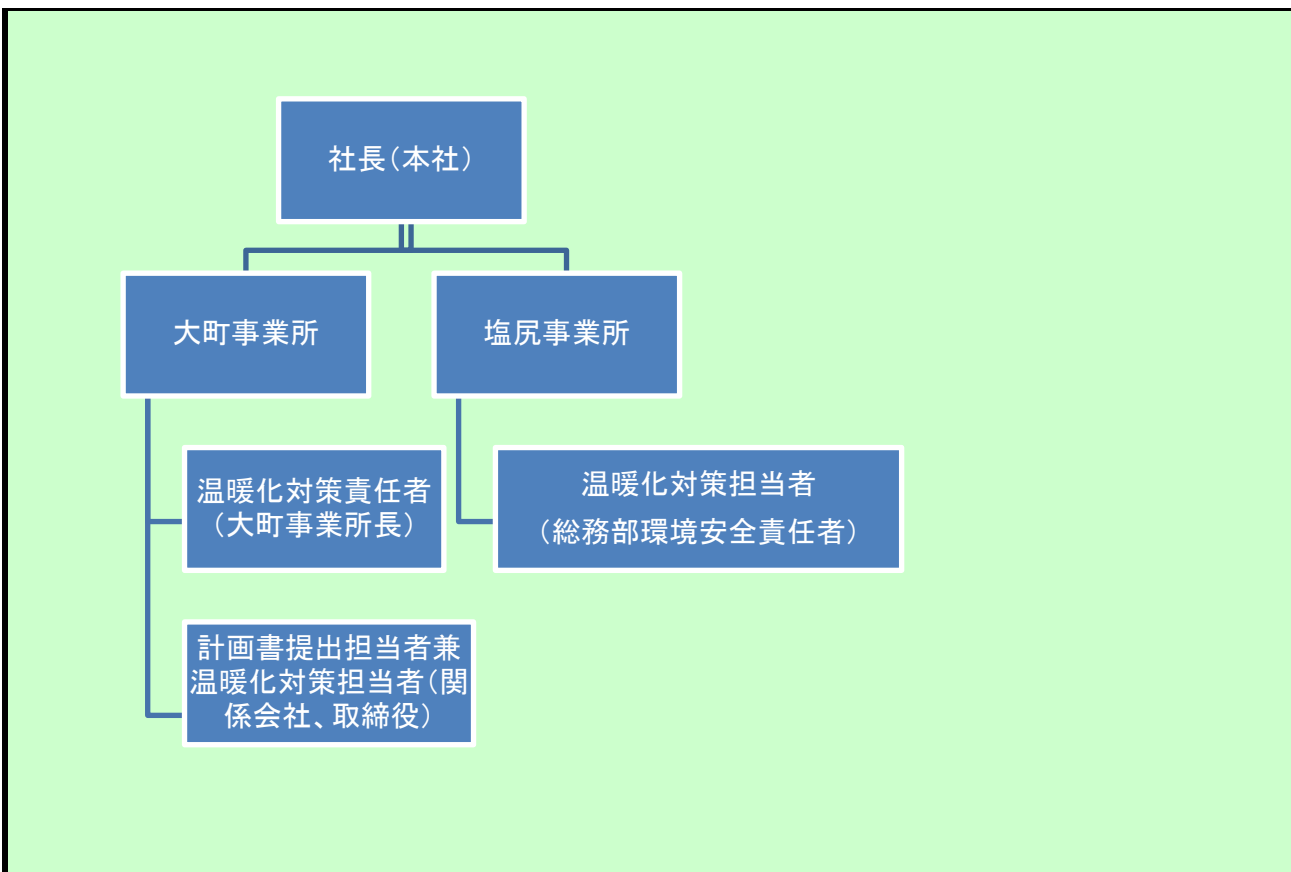 社長（本社）
大町事業所
塩尻事業所
温暖化対策責任者
（大町事業所長）
温暖化対策担当者
（総務部環境安全責任者）
計画書提出担当者兼
温暖化対策担当者（関
係会社、取締役）